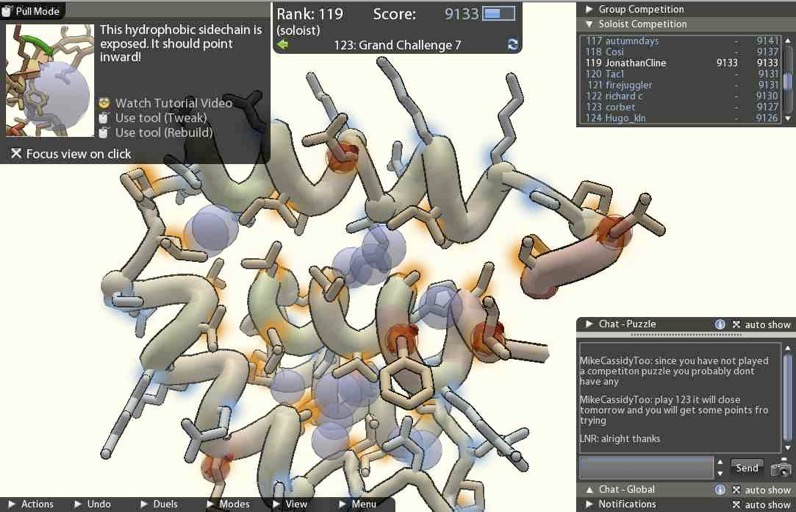 Pull Mode
This hydrophobic sidechain is
exposed. It should point
inward!
Watch Tutorial Video
Use tool (Tweak)
Use tool (Rebuild)
Focus view on click
Rank: 119 Score: 9133
(soloist)
123: Grand Challenge 7
Group Competition
Soloist Competition
117 autumndays - 9141
118 Cosi - 9137
119 JonathanCline 9133 9133
120 Tac1 - 9131
121 firejuggler - 9131
122 richard c - 9130
123 corbet - 9127
124 Hugo_kln - 9126
Chat - Puzzle auto show
MikeCassidyToo: since you have not played
a competiton puzzle you probably dont
have any
MikeCassidyToo: play 123 it will close
tomorrow and you will get some points fro
trying
LNR: alright thanks
Send
Chat - Global auto show
Notifications auto show
Actions Undo Duels Modes View Menu